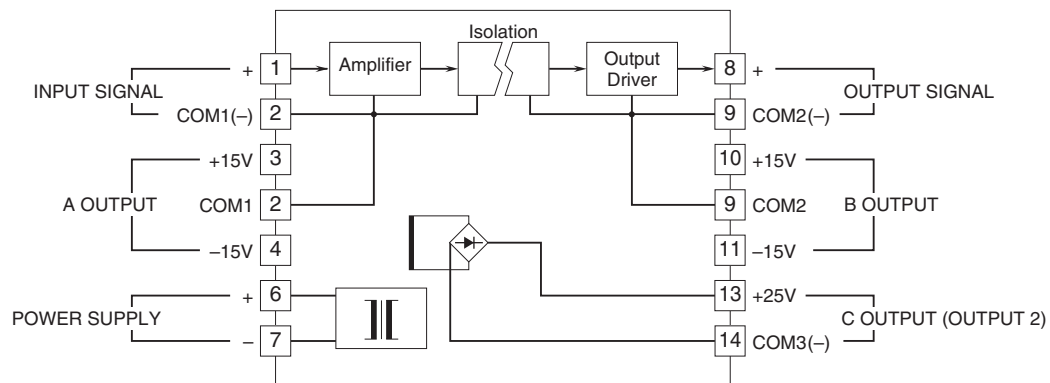 Isolation
INPUT SIGNAL
+ 1 Amplifier Output Driver 8 +
OUTPUT SIGNAL
COM1(–) 2 9 COM2(–)
+15V 3 10 +15V
A OUTPUT
COM1 2 9 COM2
B OUTPUT
–15V 4 11 –15V
+ 6 13 +25V
POWER SUPPLY
C OUTPUT (OUTPUT 2)
– 7 14 COM3(–)